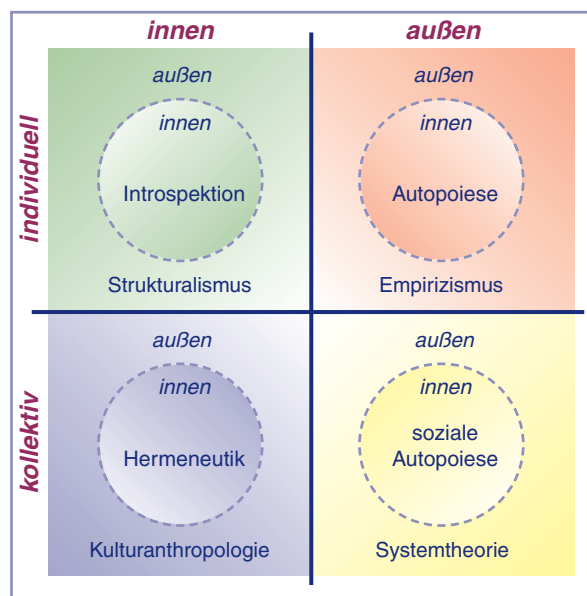 innen
außen
individuell
außen
innen
Introspektion
Strukturalismus
außen
innen
Autopoiese
Empirizismus
kollektiv
außen
innen
Hermeneutik
Kulturanthropologie
außen
innen
soziale
Autopoiese
Systemtheorie